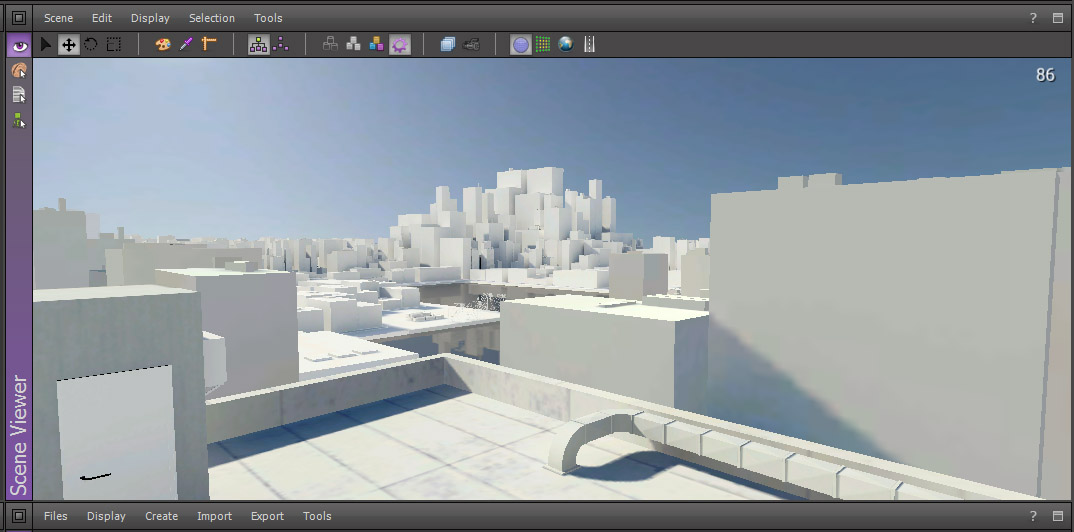 Scene Edit Display Selection Tools ?
86
Scene Viewer
Files Display Create Import Export Tools ?